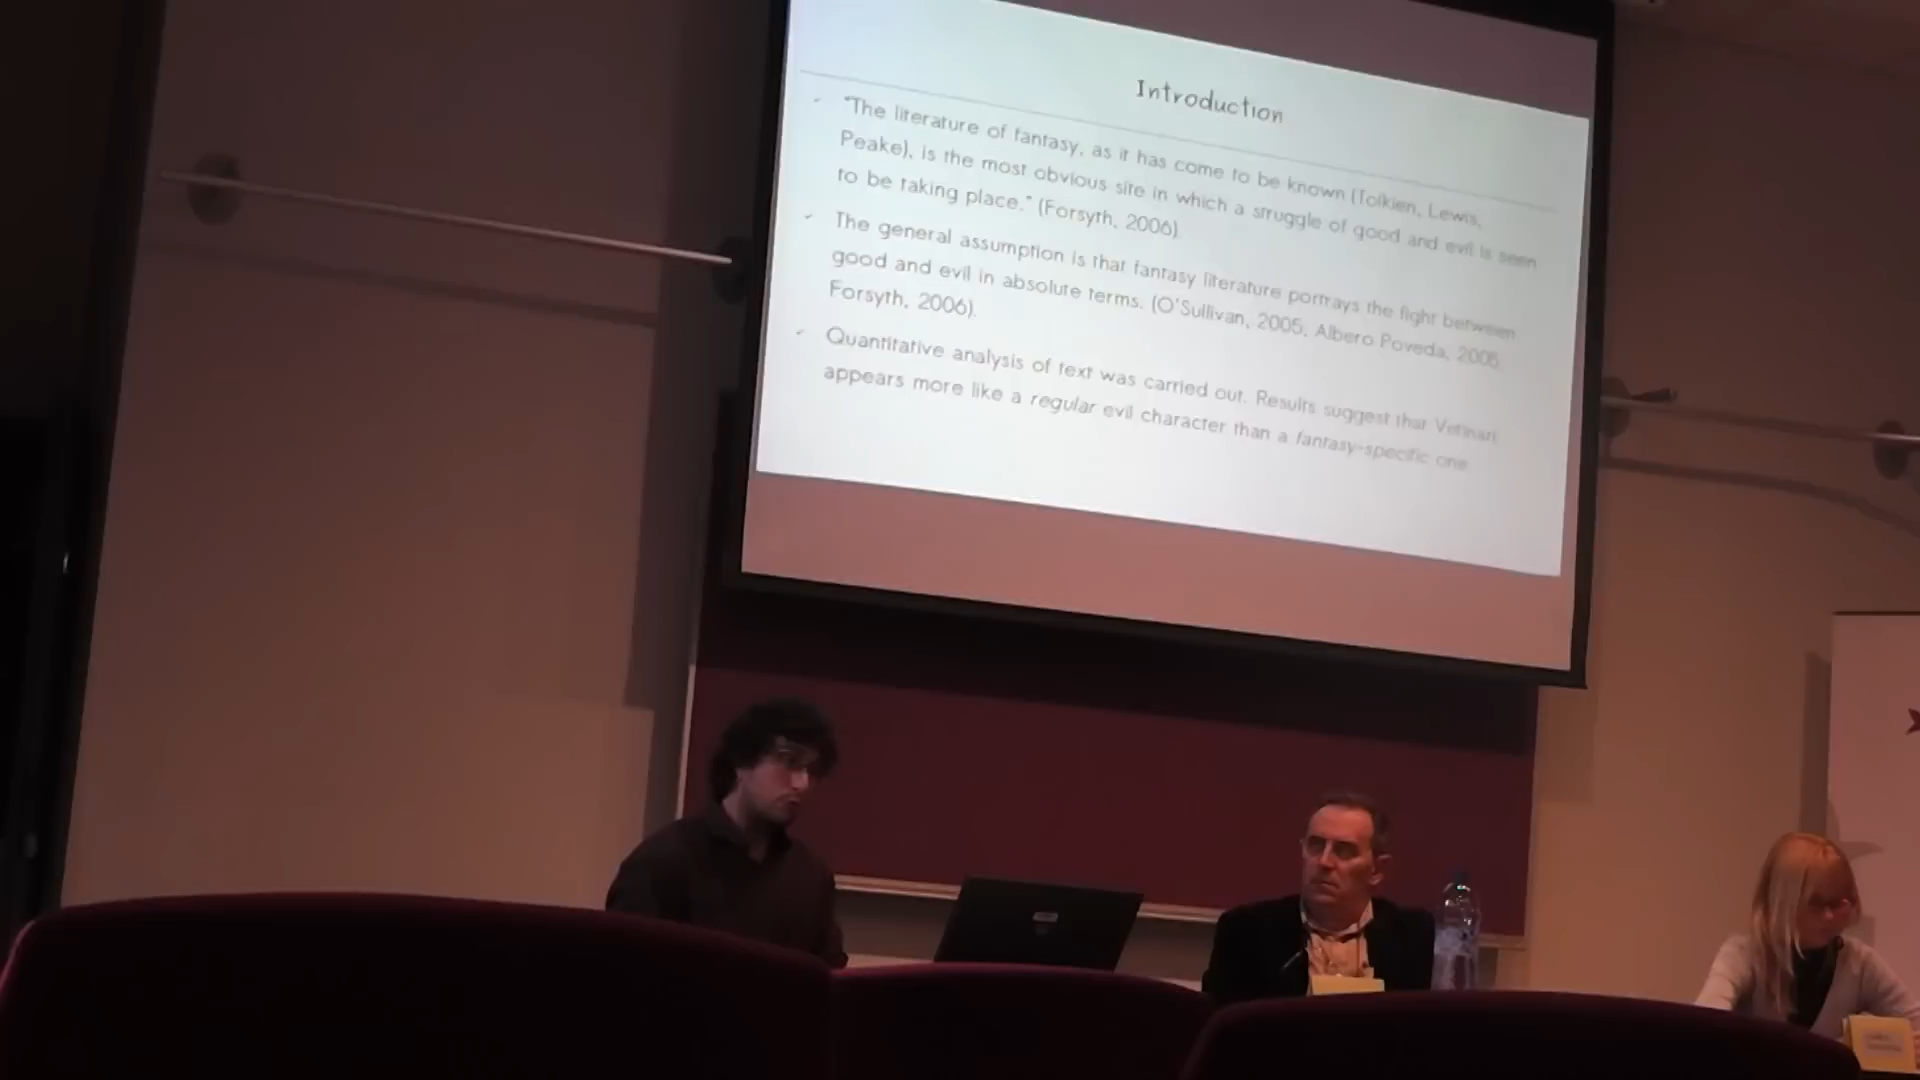 Introduction
"The literature of fantasy, as it has come to be known (Tolkien, Lewis,
Peake), is the most obvious site in which a struggle of good and evil is seen
to be taking place." (Forsyth, 2006)
The general assumption is that fantasy literature portrays the fight between
good and evil in absolute terms. (O'Sullivan, 2005, Albero Poveda,
Forsyth, 2006).
Quantitative analysis of text was carried out. Results suggest that Vetinari
appears more like a regular evil character than a fantasy-specific one